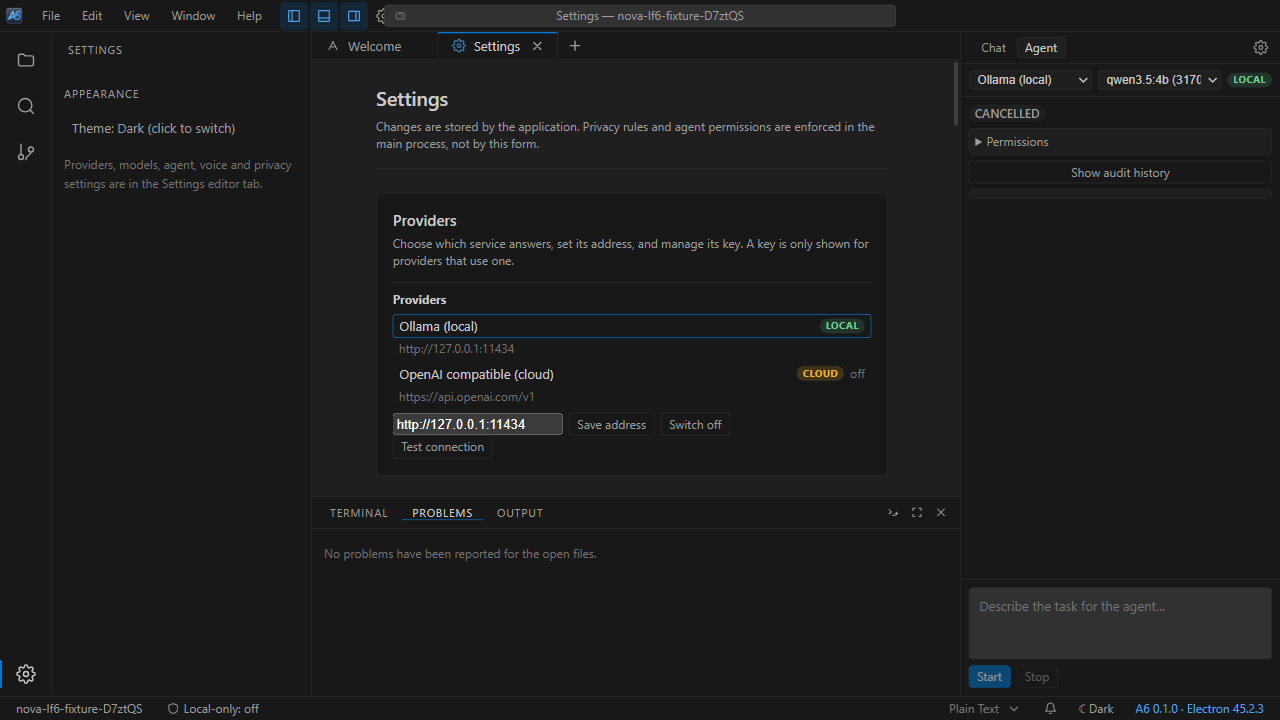 A6 File Edit View Window Help
Settings — nova-lf6-fixture-D7ztQS
SETTINGS
APPEARANCE
Theme: Dark (click to switch)
Providers, models, agent, voice and privacy
settings are in the Settings editor tab.
Welcome
Settings
Settings
Changes are stored by the application. Privacy rules and agent permissions are enforced in the
main process, not by this form.
Providers
Choose which service answers, set its address, and manage its key. A key is only shown for
providers that use one.
Providers
Ollama (local) LOCAL
http://127.0.0.1:11434
OpenAI compatible (cloud) CLOUD off
https://api.openai.com/v1
http://127.0.0.1:11434 Save address Switch off
Test connection
TERMINAL PROBLEMS OUTPUT
No problems have been reported for the open files.
Chat Agent
Ollama (local) qwen3.5:4b (3170 LOCAL
CANCELLED
Permissions
Show audit history
Describe the task for the agent...
Start Stop
nova-lf6-fixture-D7ztQS Local-only: off
Plain Text Dark A6 0.1.0 · Electron 45.2.3